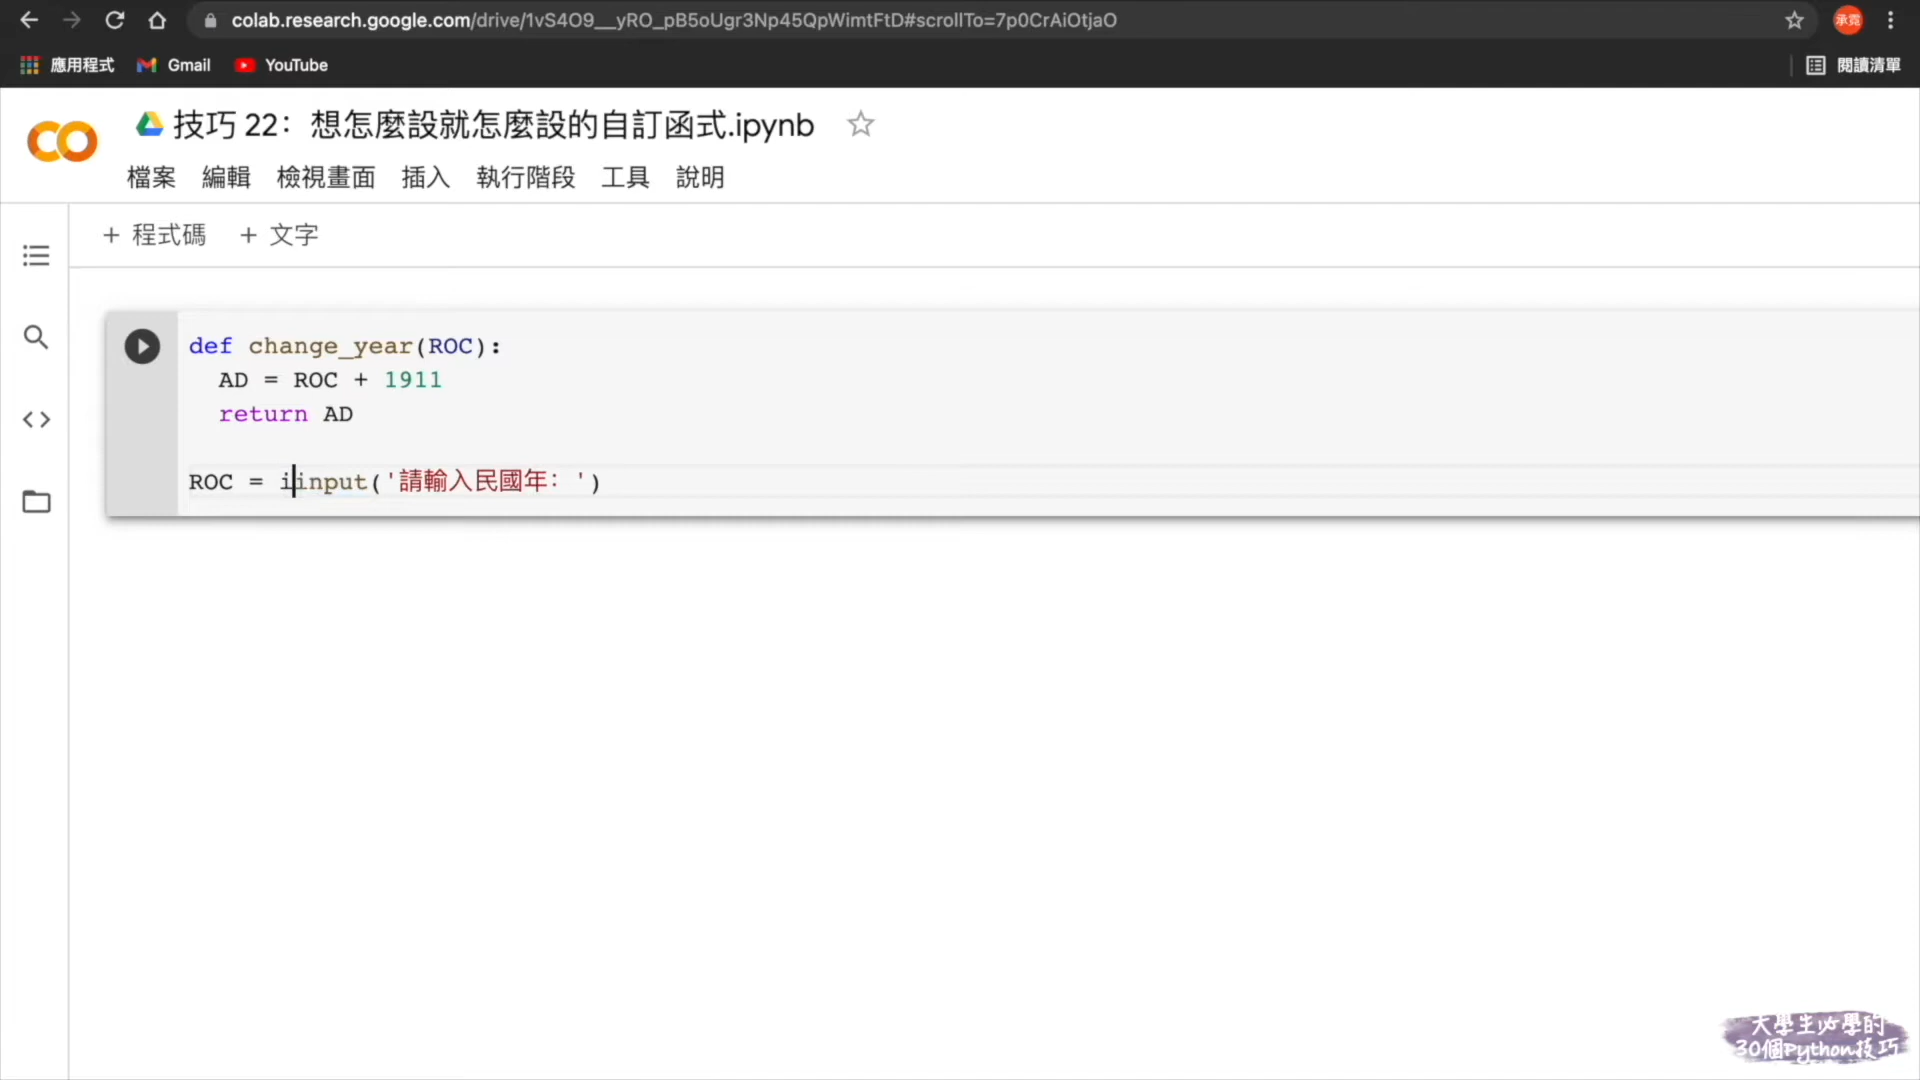 colab.research.google.com/drive/1vS4O9__yRO_pB5oUgr3Np45QpWimtFtD#scrollTo=7p0CrAiOtjaO
承霓
應用程式 Gmail YouTube 閱讀清單
技巧 22：想怎麼設就怎麼設的自訂函式.ipynb
檔案 編輯 檢視畫面 插入 執行階段 工具 說明
+ 程式碼 + 文字
def change_year(ROC):
AD = ROC + 1911
return AD
ROC = iinput('請輸入民國年：')
大學生必學的
30個Python技巧